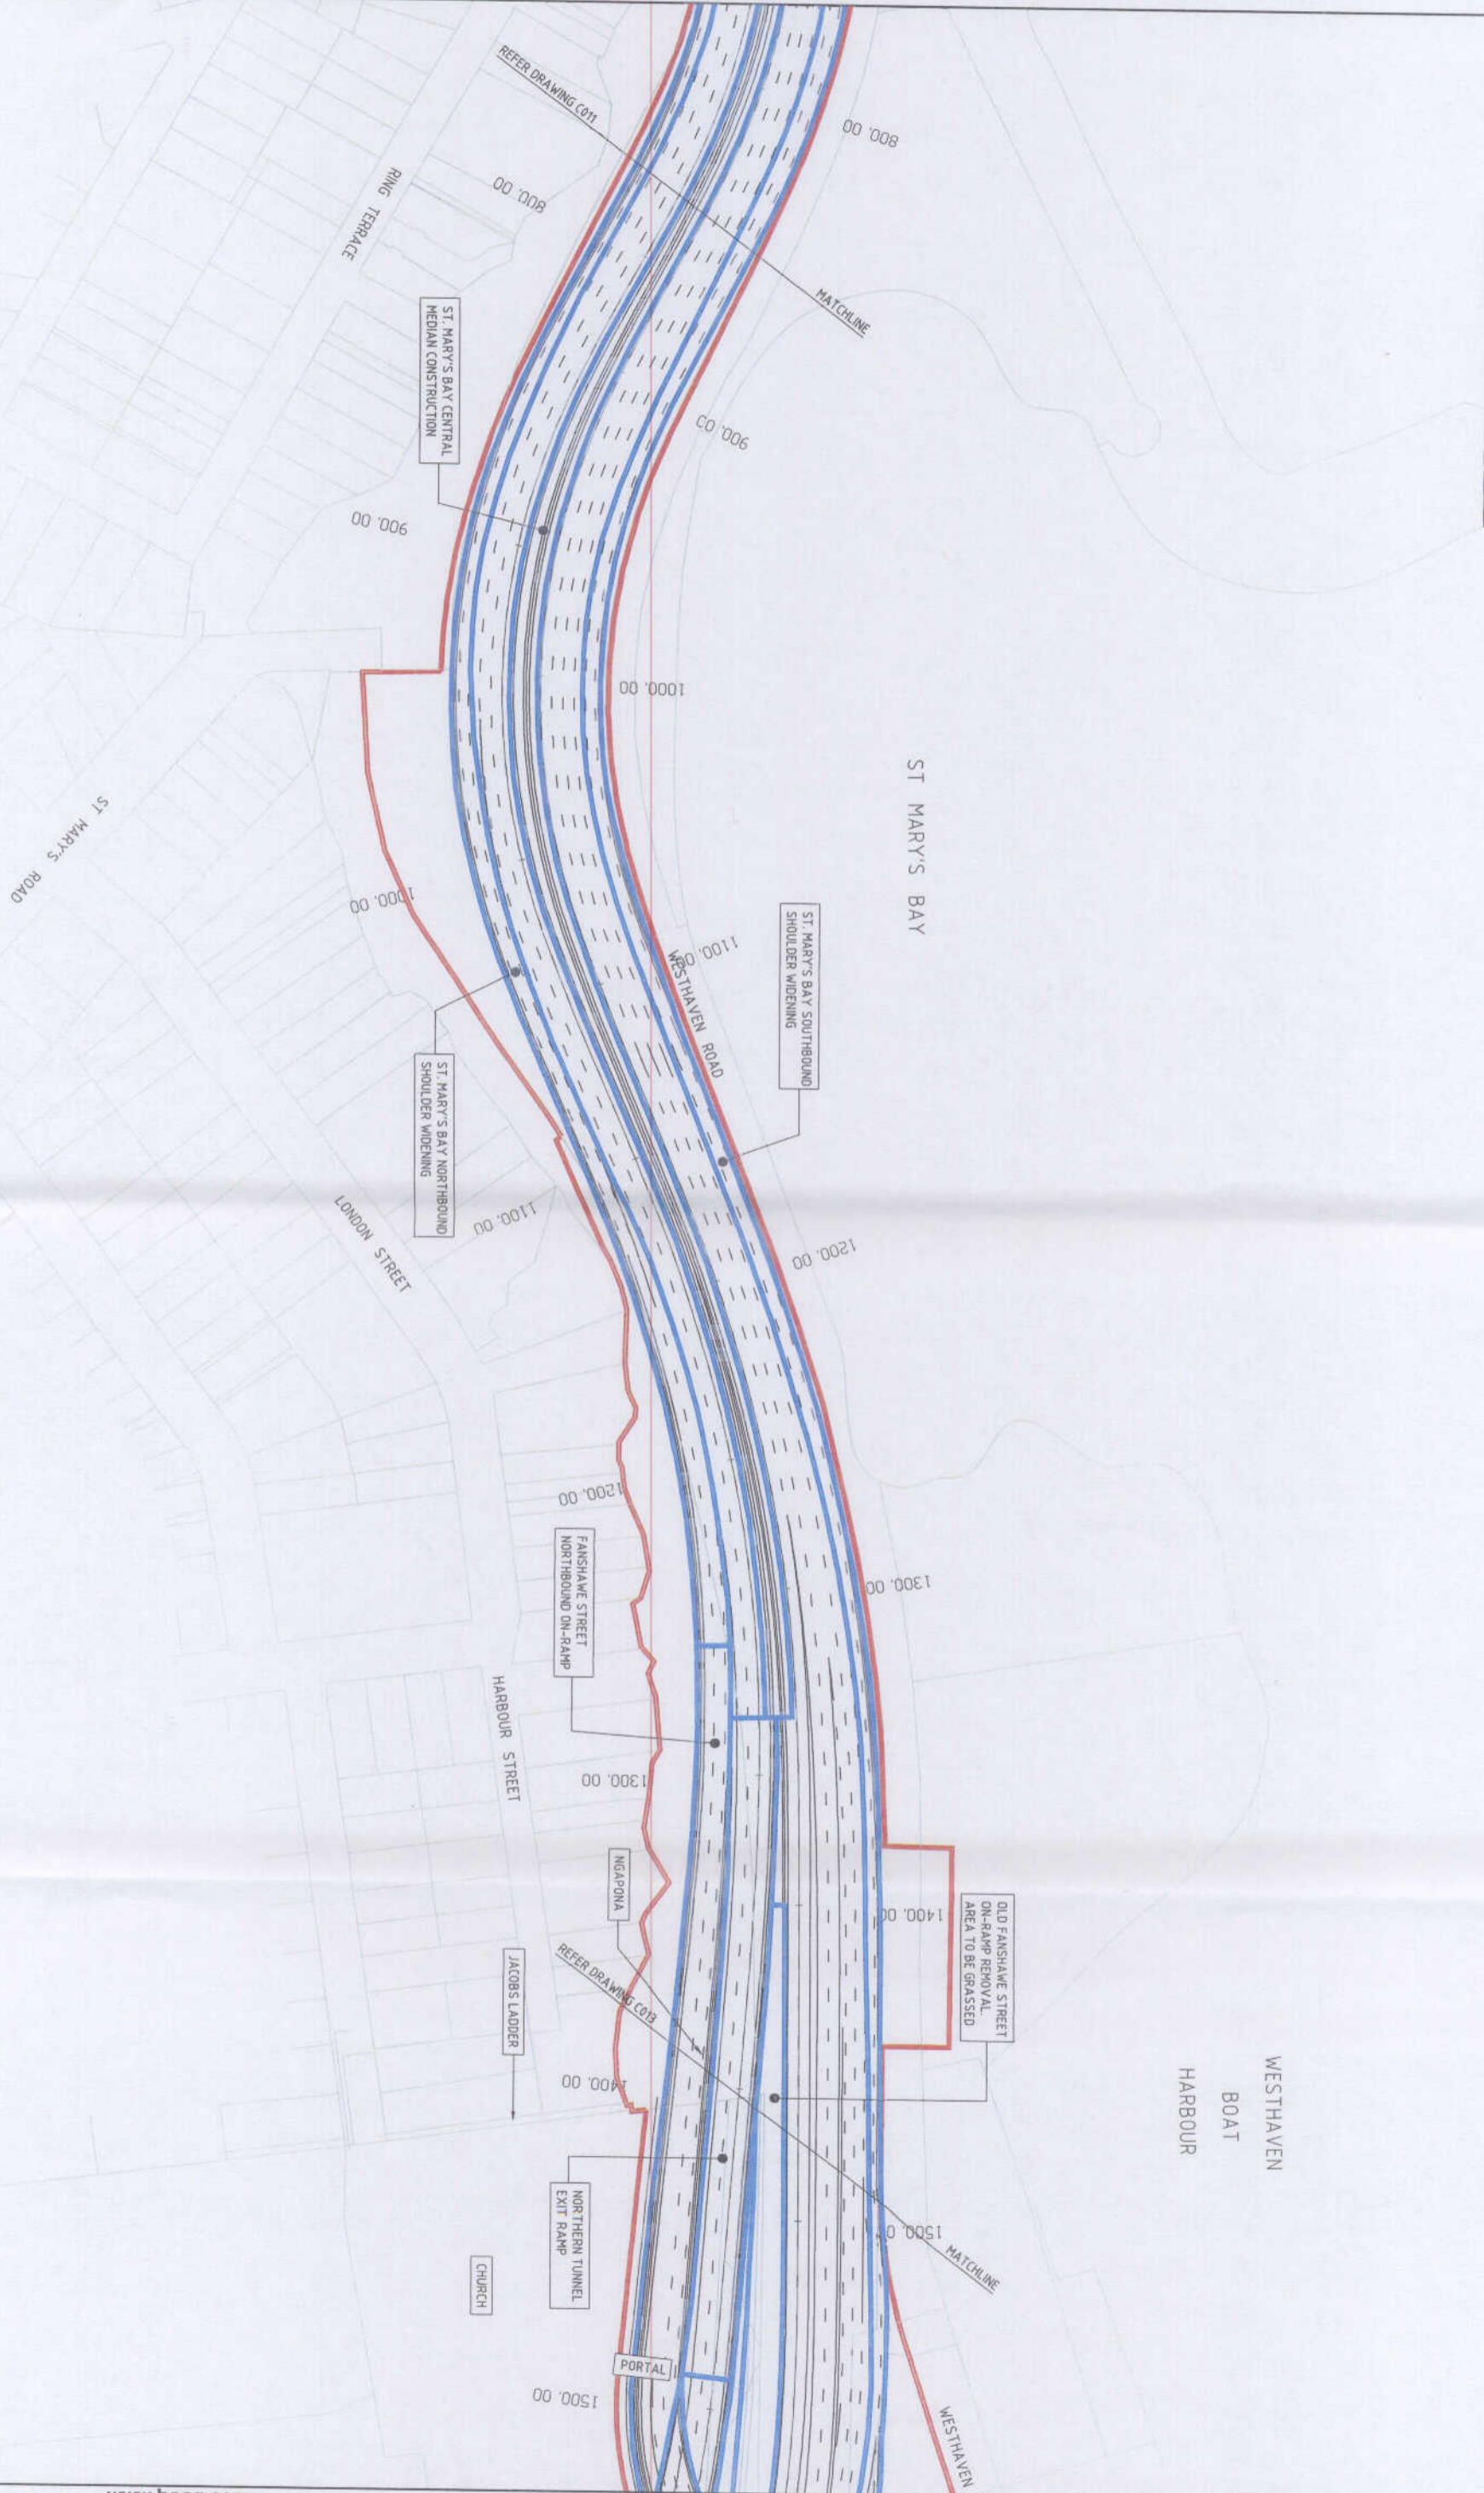 REFER DRAWING C011
MATCHLINE
800.00
800.00
RING TERRACE
ST. MARY'S BAY CENTRAL
MEDIAN CONSTRUCTION
900.00
900.00
1000.00
ST MARY'S BAY
ST MARY'S ROAD
1000.00
ST. MARY'S BAY SOUTHBOUND
SHOULDER WIDENING
1100.00
WESTHAVEN ROAD
ST. MARY'S BAY NORTHBOUND
SHOULDER WIDENING
1100.00
LONDON STREET
1200.00
1200.00
FANSHAWE STREET
NORTHBOUND ON-RAMP
1300.00
HARBOUR STREET
1300.00
NGAPONA
OLD FANSHAWE STREET
ON-RAMP REMOVAL.
AREA TO BE GRASSED
1400.00
REFER DRAWING C013
MATCHLINE
JACOBS LADDER
1400.00
WESTHAVEN
BOAT
HARBOUR
NORTHERN TUNNEL
EXIT RAMP
1500.0
CHURCH
PORTAL
1500.00
WESTHAVEN